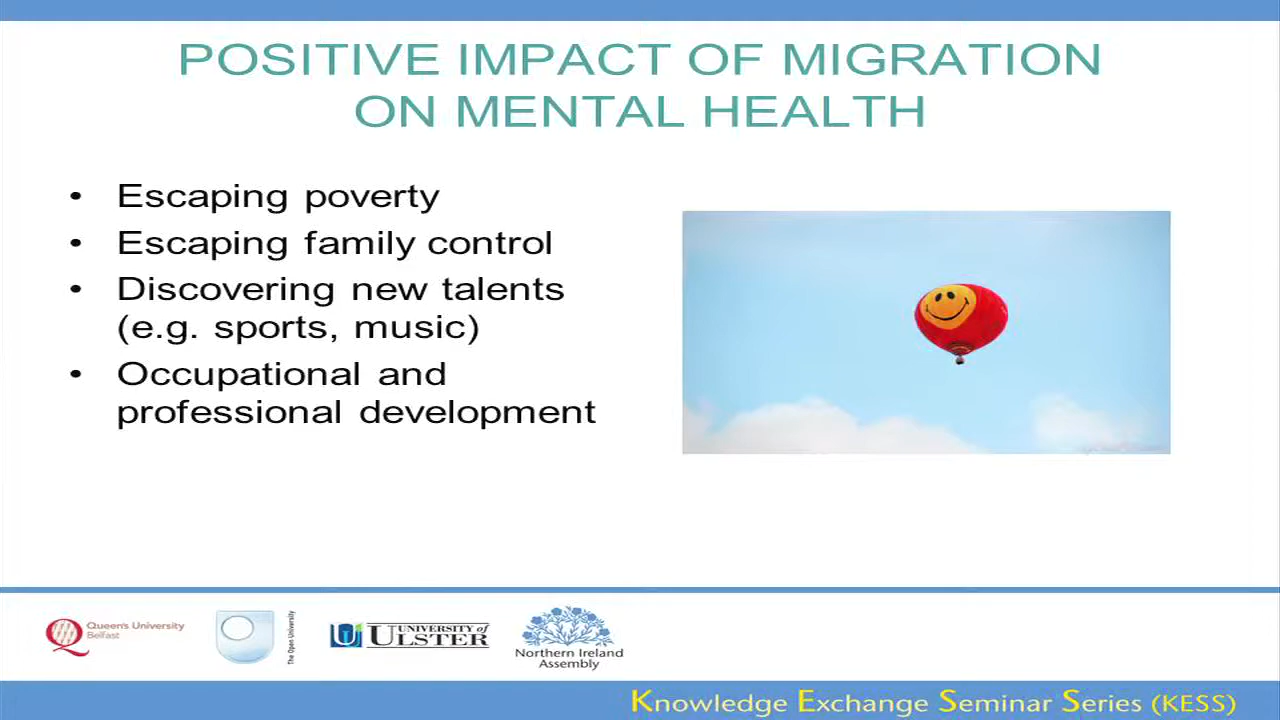 POSITIVE IMPACT OF MIGRATION
ON MENTAL HEALTH
• Escaping poverty
• Escaping family control
• Discovering new talents
(e.g. sports, music)
• Occupational and
professional development
Queen's University
Belfast
The Open University
UNIVERSITY of
ULSTER
Northern Ireland
Assembly
Knowledge Exchange Seminar Series (KESS)